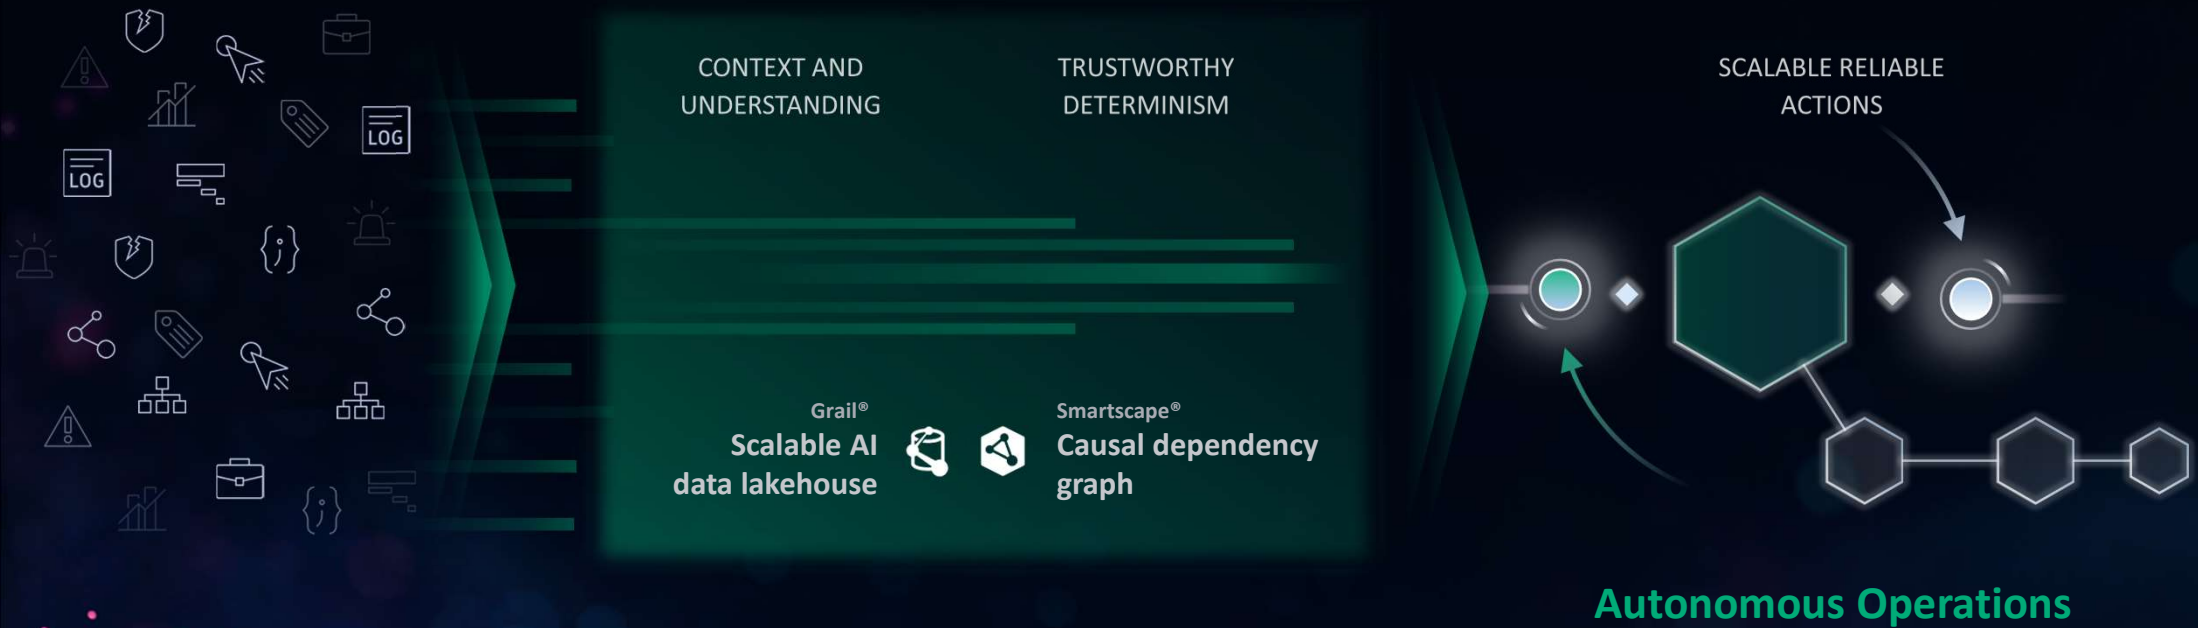 CONTEXT AND
UNDERSTANDING
TRUSTWORTHY
DETERMINISM
SCALABLE RELIABLE
ACTIONS
LOG
LOG
Grail®
Scalable AI
data lakehouse
Smartscape®
Causal dependency
graph
Autonomous Operations